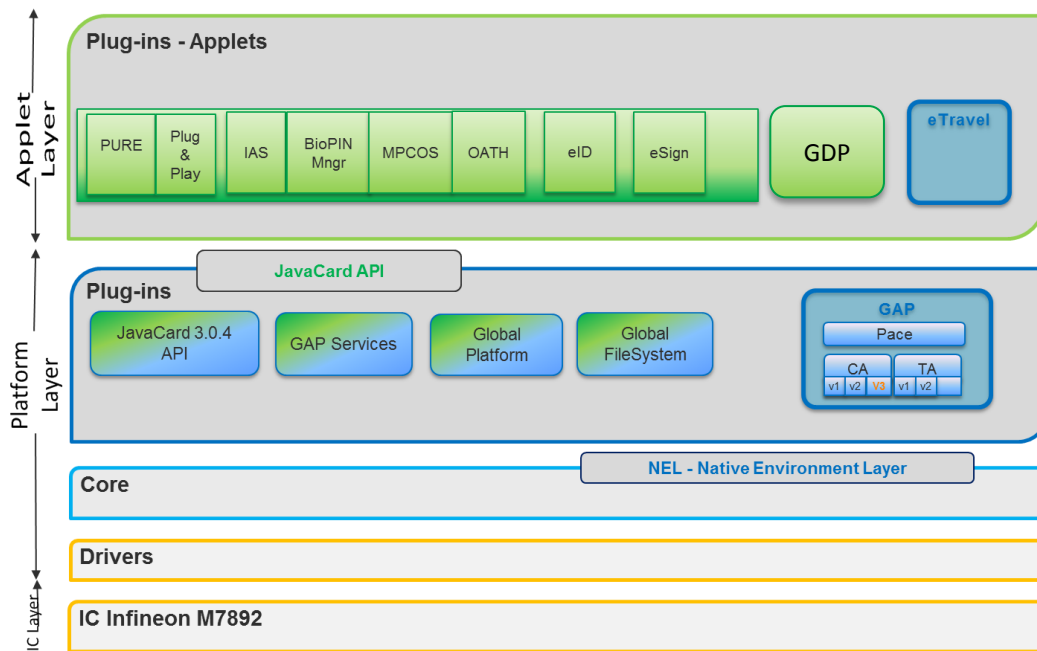 Applet
Layer
Plug-ins - Applets
PURE
Plug
&
Play
IAS
BioPIN
Mngr
MPCOS
OATH
eID
eSign
GDP
eTravel
Platform
Layer
JavaCard API
Plug-ins
JavaCard 3.0.4
API
GAP Services
Global
Platform
Global
FileSystem
GAP
Pace
CA
TA
v1
v2
V3
v1
v2
NEL - Native Environment Layer
Core
Drivers
IC Layer
IC Infineon M7892